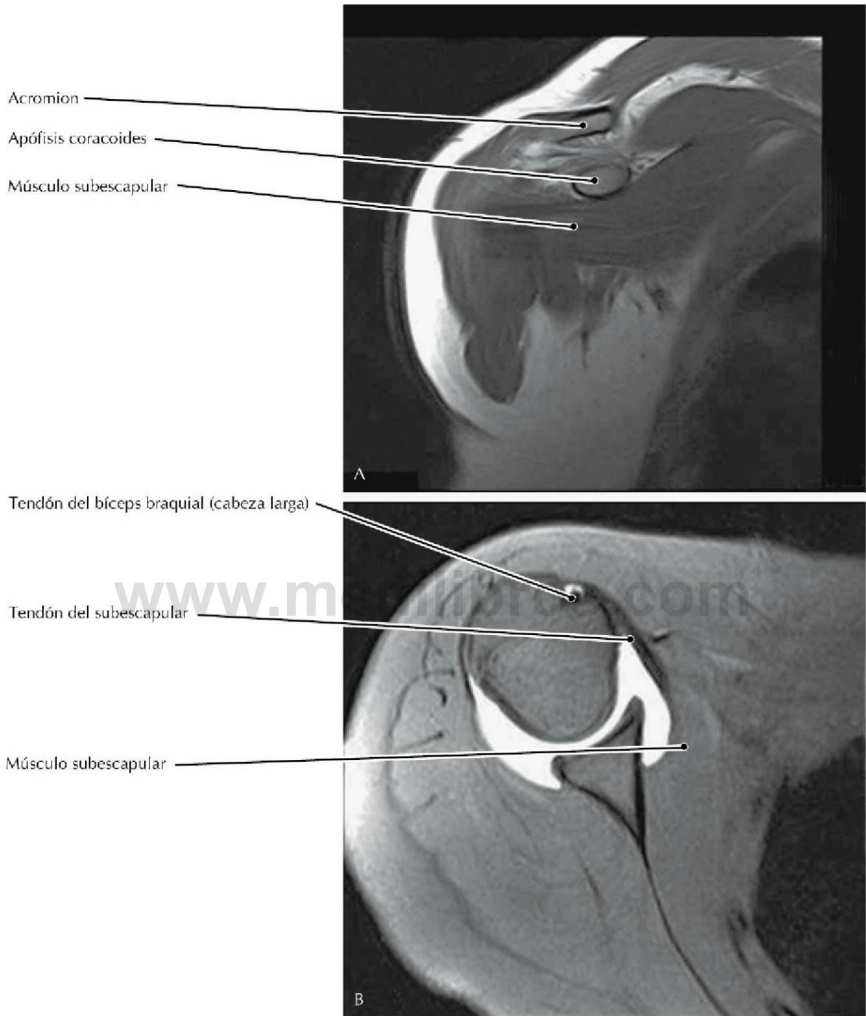 Acromion
Apófisis coracoides
Músculo subescapular
A
Tendón del bíceps braquial (cabeza larga)
Tendón del subescapular
Músculo subescapular
B